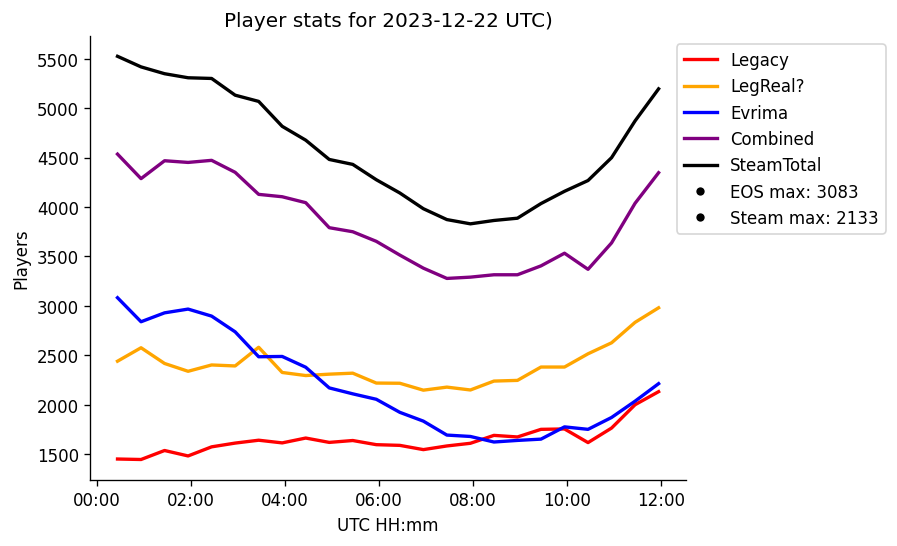 Player stats for 2023-12-22 UTC)
Legacy
LegReal?
Evrima
Combined
SteamTotal
EOS max: 3083
Steam max: 2133
Players
5500
5000
4500
4000
3500
3000
2500
2000
1500
00:00 02:00 04:00 06:00 08:00 10:00 12:00
UTC HH:mm